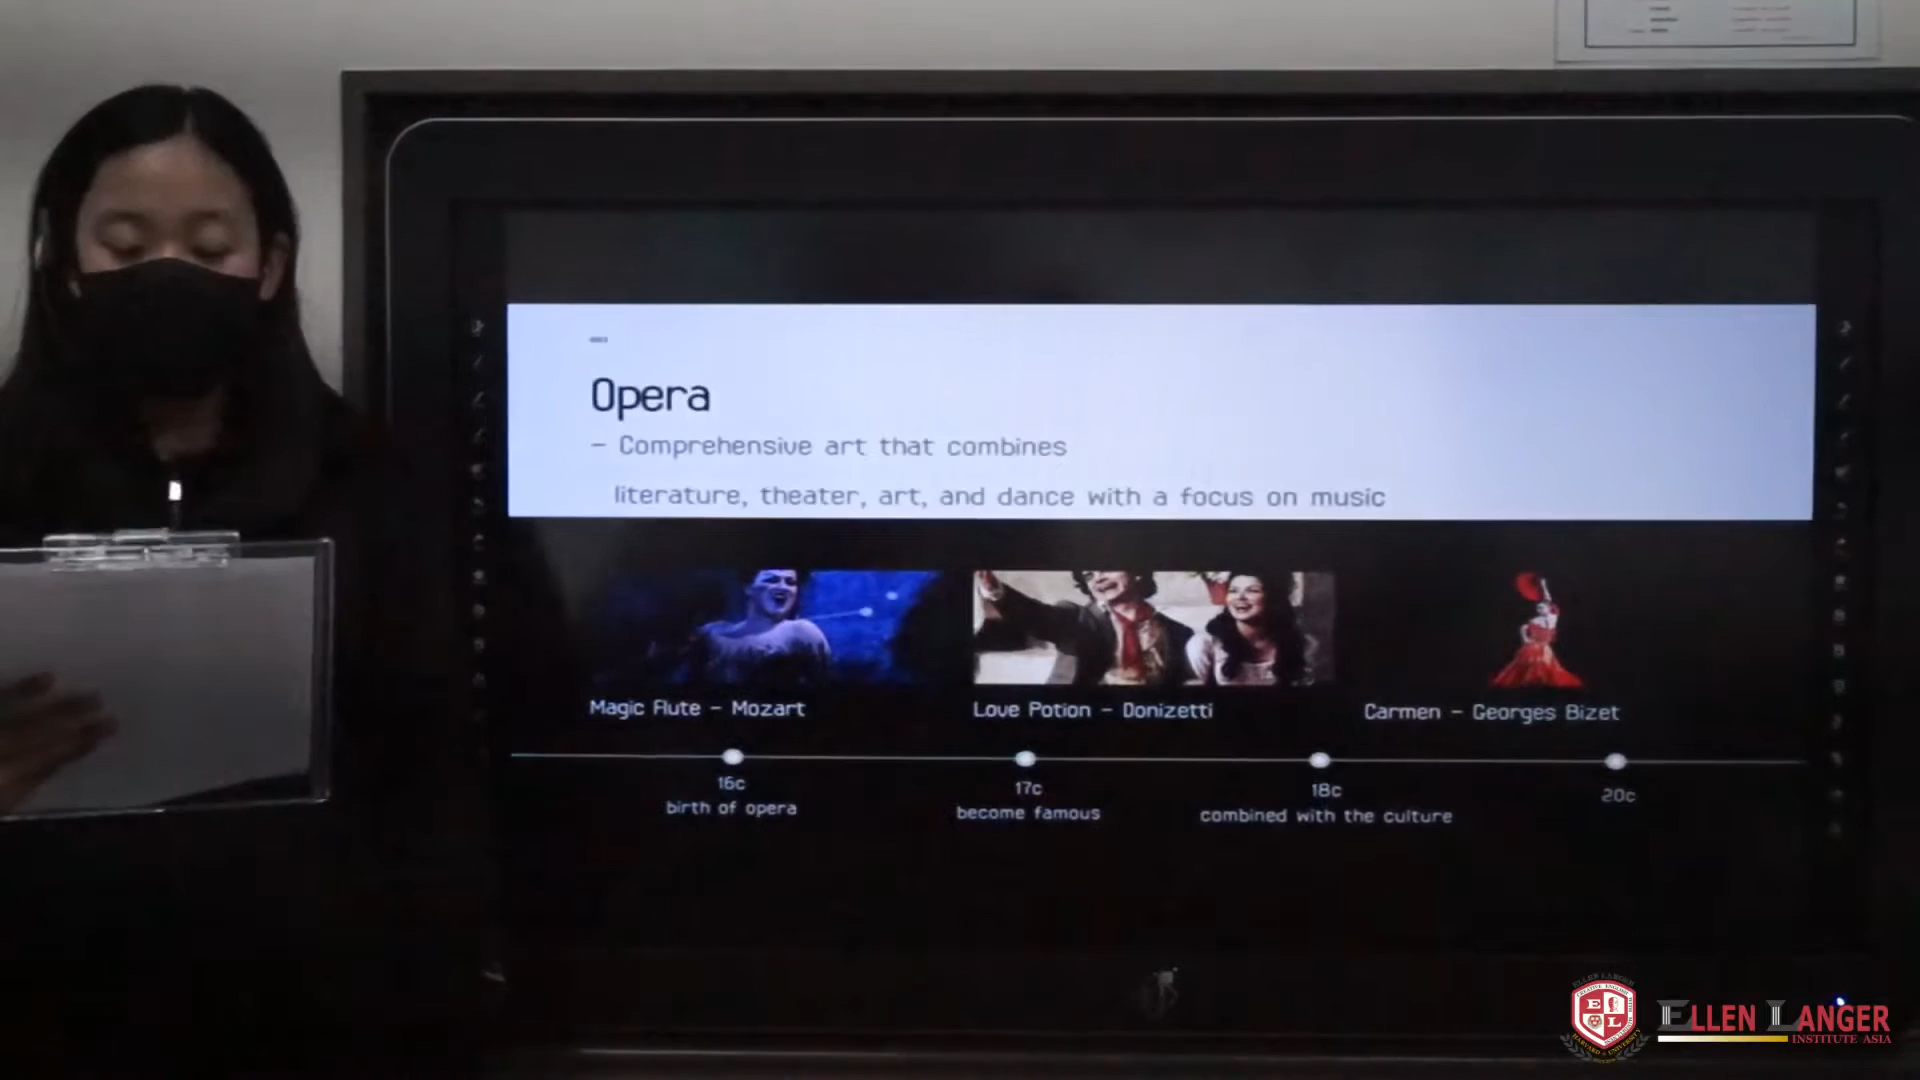 Opera
– Comprehensive art that combines
literature, theater, art, and dance with a focus on music
Magic Flute – Mozart
Love Potion – Donizetti
Carmen – Georges Bizet
16c
birth of opera
17c
become famous
18c
combined with the culture
20c
E L
ELLEN LANGER
INSTITUTE ASIA